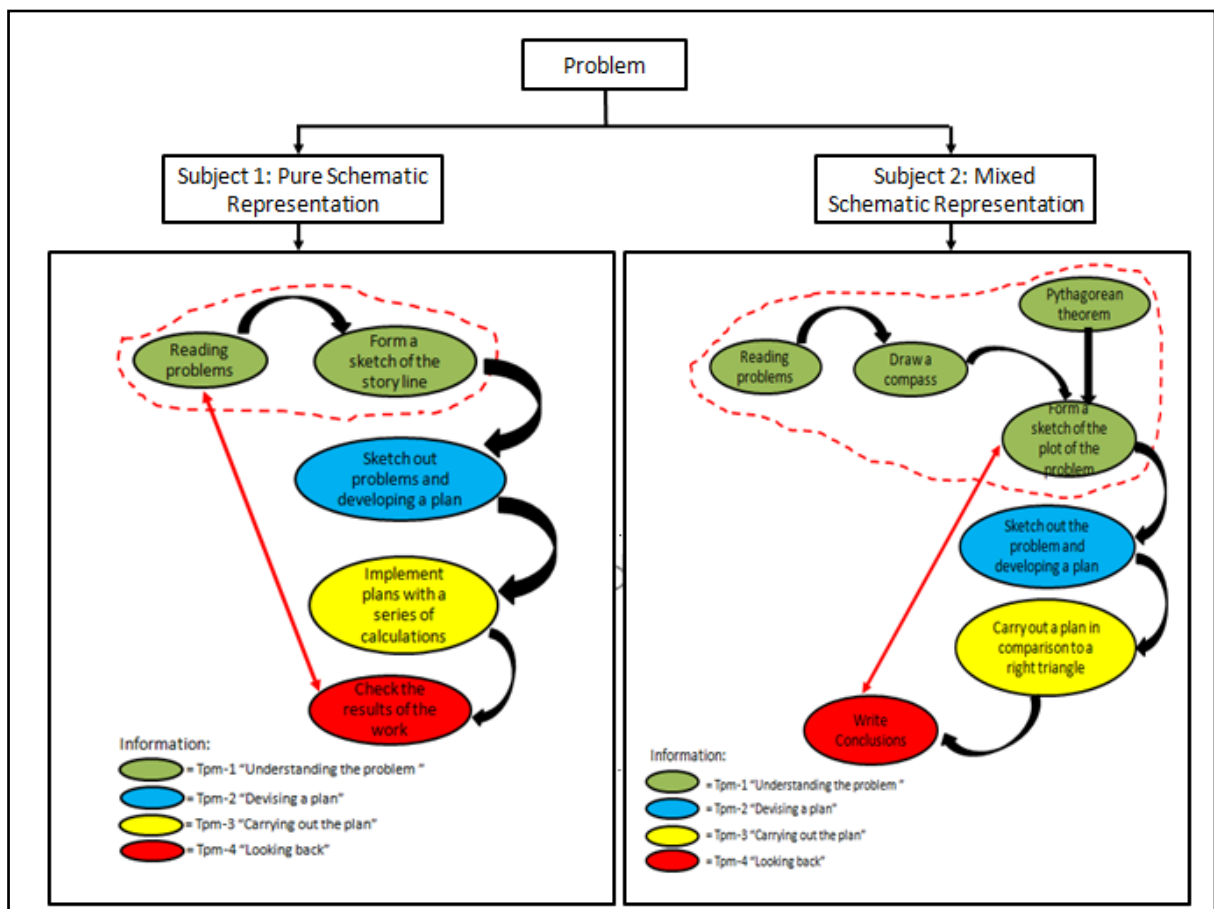 Problem
Subject 1: Pure Schematic
Representation
Subject 2: Mixed
Schematic Representation
Reading
problems
Form a
sketch of the
story line
Sketch out
problems and
developing a plan
Implement
plans with a
series of
calculations
Check the
results of the
work
Information:
= Tpm-1 “Understanding the problem ”
= Tpm-2 “Devising a plan”
= Tpm-3 “Carrying out the plan”
= Tpm-4 “Looking back”
Pythagorean
theorem
Reading
problems
Draw a
compass
Form a
sketch of the
plot of the
problem
Sketch out the
problem and
developing a plan
Carry out a plan in
comparison to a
right triangle
Write
Conclusions
Information:
= Tpm-1 “Understanding the problem ”
= Tpm-2 “Devising a plan”
= Tpm-3 “Carrying out the plan”
= Tpm-4 “Looking back”